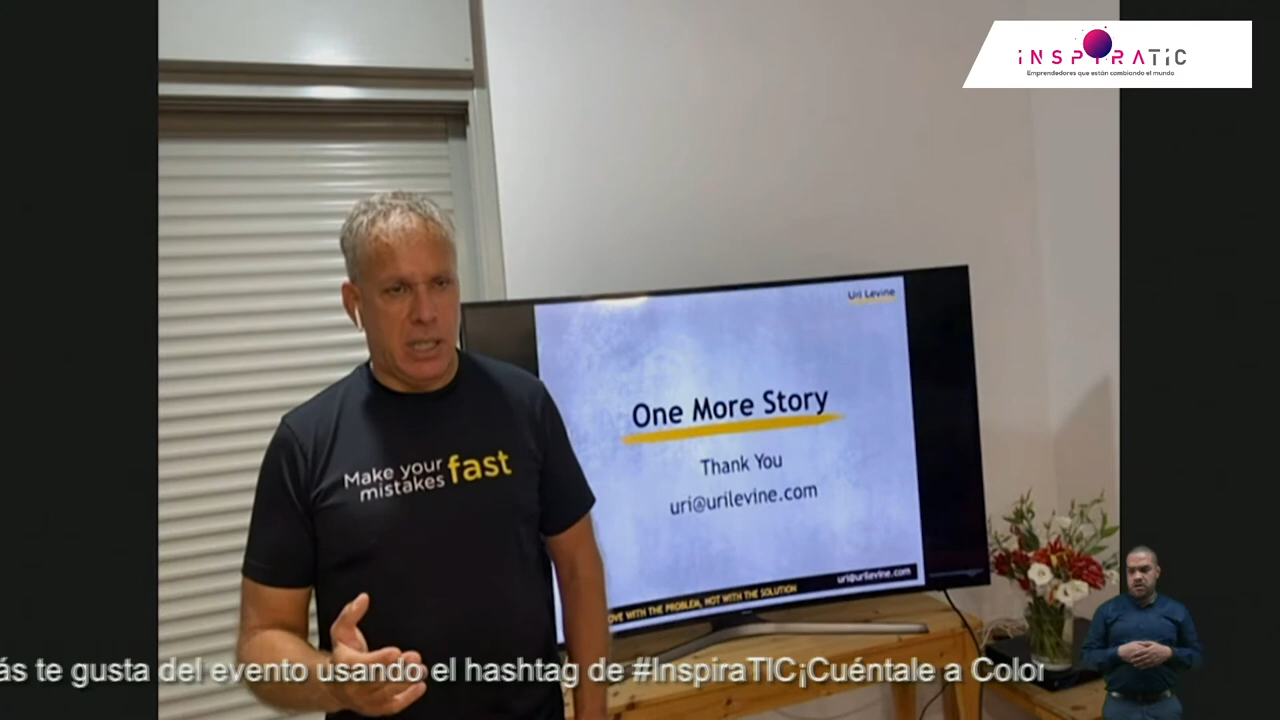 INSPIRATIC
Emprendedores que están cambiando el mundo
Uri Levine
One More Story
Thank You
uri@urilevine.com
Make your
mistakes fast
uri@urilevine.com
OVE WITH THE PROBLEM, NOT WITH THE SOLUTION
ás te gusta del evento usando el hashtag de #InspiraTIC¡Cuéntale a Color